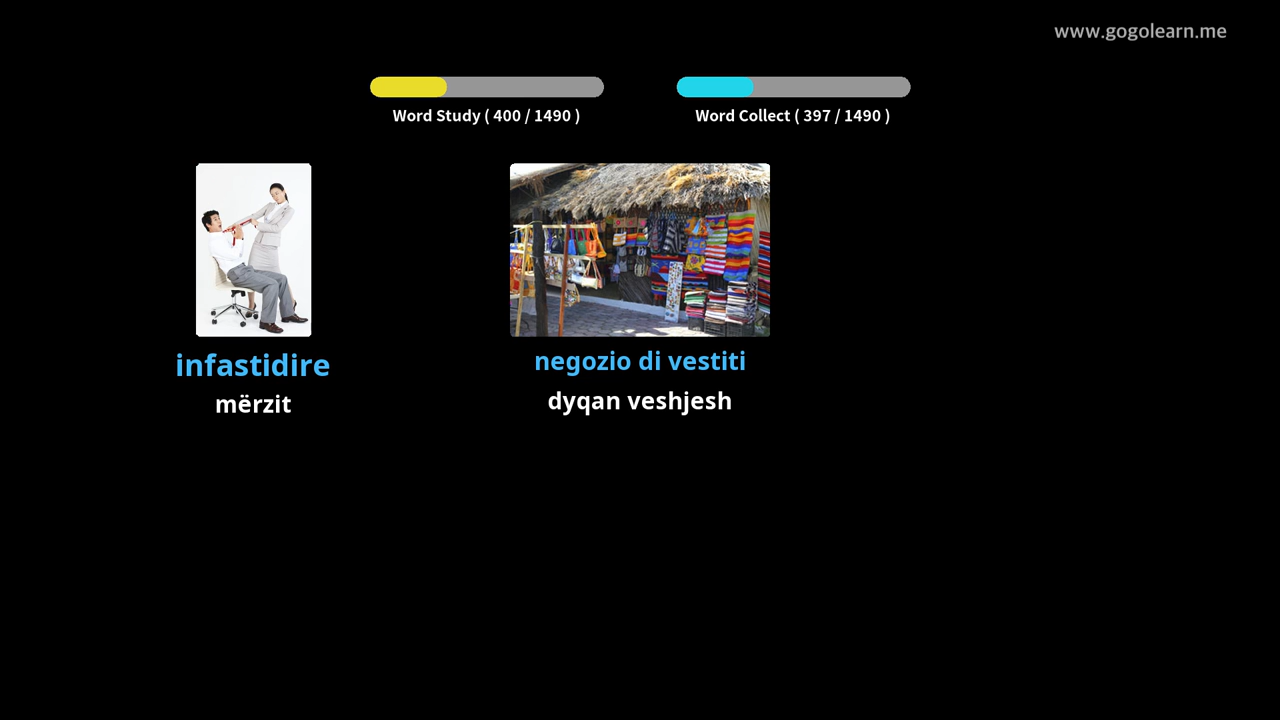 www.gogolearn.me
Word Study ( 400 / 1490 )
Word Collect ( 397 / 1490 )
infastidire
mërzit
negozio di vestiti
dyqan veshjesh